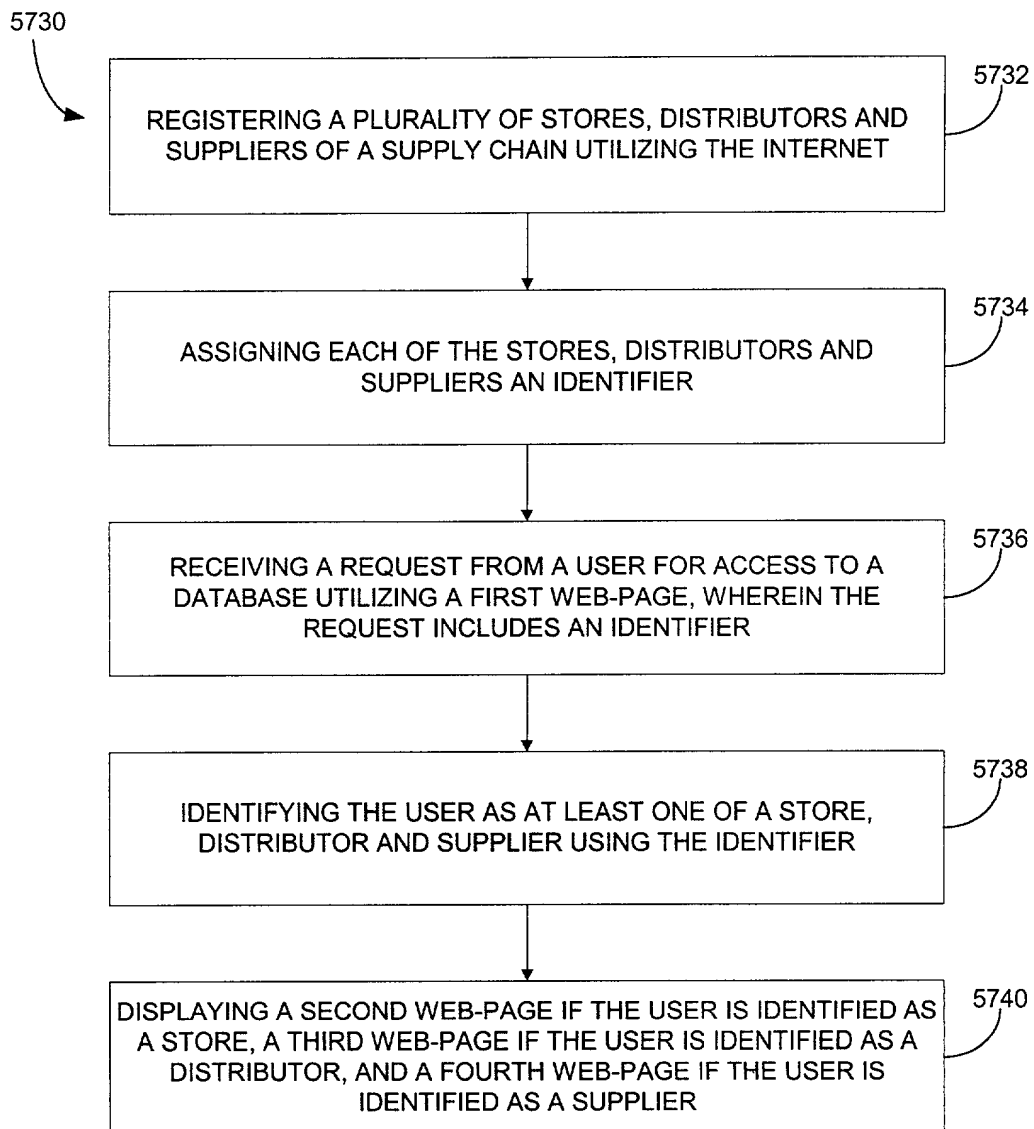 5730
5732
REGISTERING A PLURALITY OF STORES, DISTRIBUTORS AND
SUPPLIERS OF A SUPPLY CHAIN UTILIZING THE INTERNET
5734
ASSIGNING EACH OF THE STORES, DISTRIBUTORS AND
SUPPLIERS AN IDENTIFIER
5736
RECEIVING A REQUEST FROM A USER FOR ACCESS TO A
DATABASE UTILIZING A FIRST WEB-PAGE, WHEREIN THE
REQUEST INCLUDES AN IDENTIFIER
5738
IDENTIFYING THE USER AS AT LEAST ONE OF A STORE,
DISTRIBUTOR AND SUPPLIER USING THE IDENTIFIER
5740
DISPLAYING A SECOND WEB-PAGE IF THE USER IS IDENTIFIED AS
A STORE, A THIRD WEB-PAGE IF THE USER IS IDENTIFIED AS A
DISTRIBUTOR, AND A FOURTH WEB-PAGE IF THE USER IS
IDENTIFIED AS A SUPPLIER